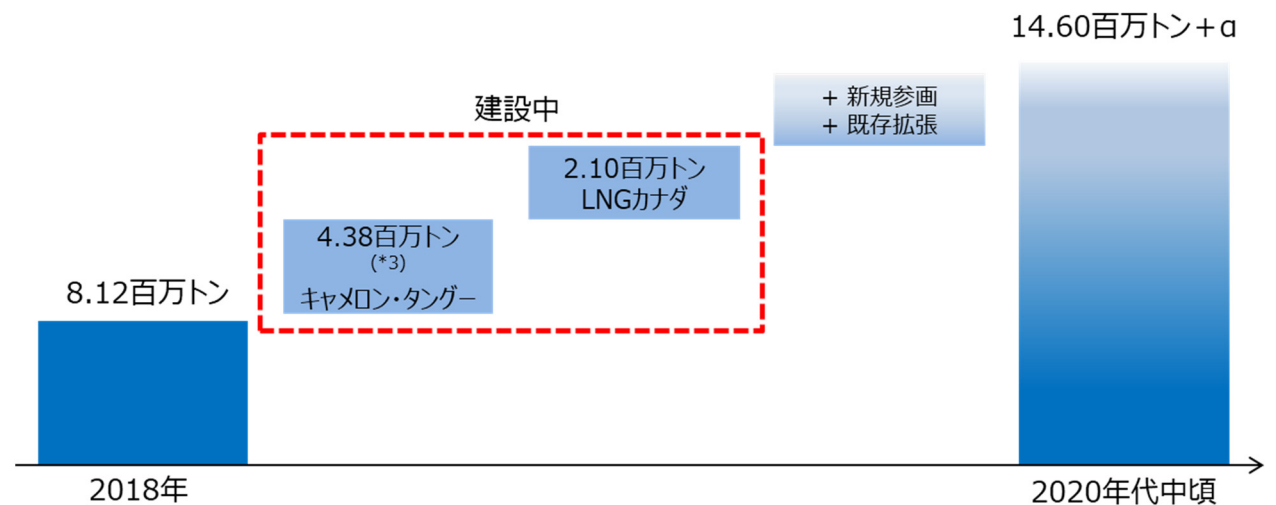 14.60百万トン＋α
建設中
+ 新規参画
+ 既存拡張
2.10百万トン
LNGカナダ
4.38百万トン
(*3)
キャメロン・タングー
8.12百万トン
2018年
2020年代中頃